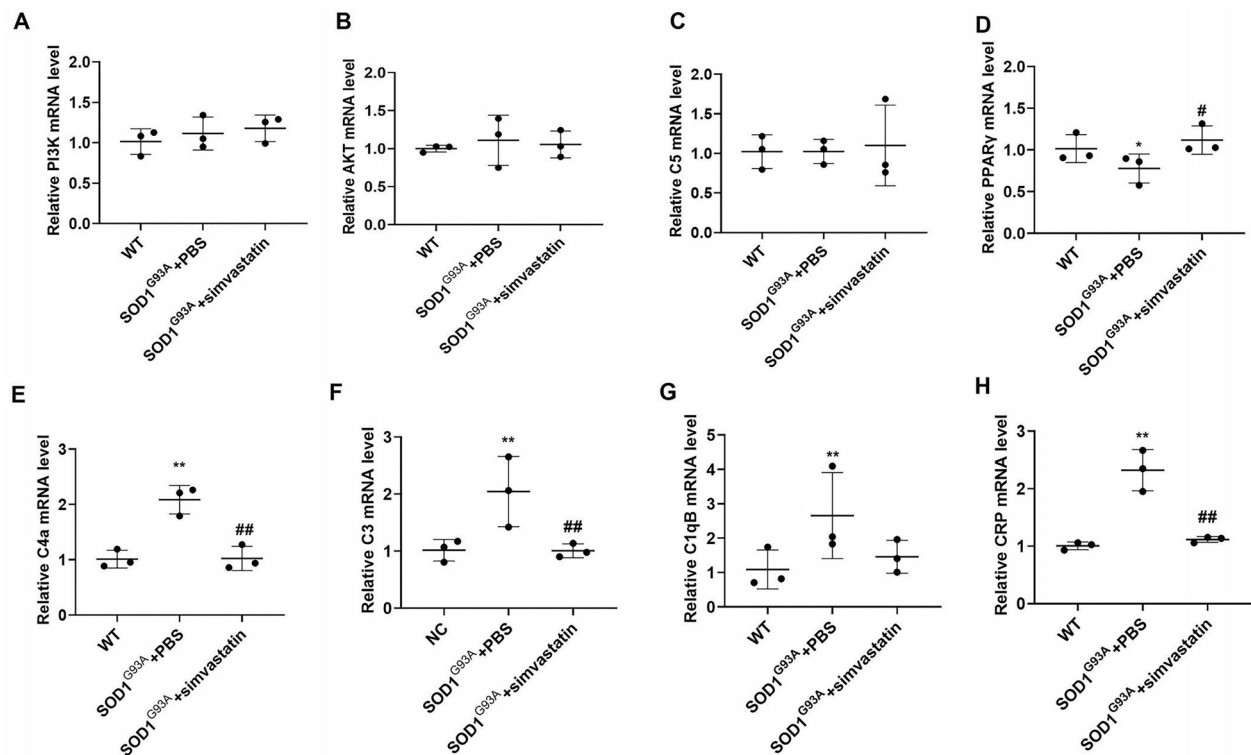 A
Relative PI3K mRNA level
2.0
1.5
1.0
0.5
0.0
WT
SOD1G93A+PBS
SOD1G93A+simvastatin
B
Relative AKT mRNA level
2.0
1.5
1.0
0.5
0.0
WT
SOD1G93A+PBS
SOD1G93A+simvastatin
C
Relative C5 mRNA level
2.0
1.5
1.0
0.5
0.0
WT
SOD1G93A+PBS
SOD1G93A+simvastatin
D
Relative PPARγ mRNA level
2.0
1.5
1.0
0.5
0.0
*
#
WT
SOD1G93A+PBS
SOD1G93A+simvastatin
E
Relative C4a mRNA level
3
2
1
0
**
##
WT
SOD1G93A+PBS
SOD1G93A+simvastatin
F
Relative C3 mRNA level
3
2
1
0
**
##
NC
SOD1G93A+PBS
SOD1G93A+simvastatin
G
Relative C1qB mRNA level
5
4
3
2
1
0
**
WT
SOD1G93A+PBS
SOD1G93A+simvastatin
H
Relative CRP mRNA level
3
2
1
0
**
##
WT
SOD1G93A+PBS
SOD1G93A+simvastatin